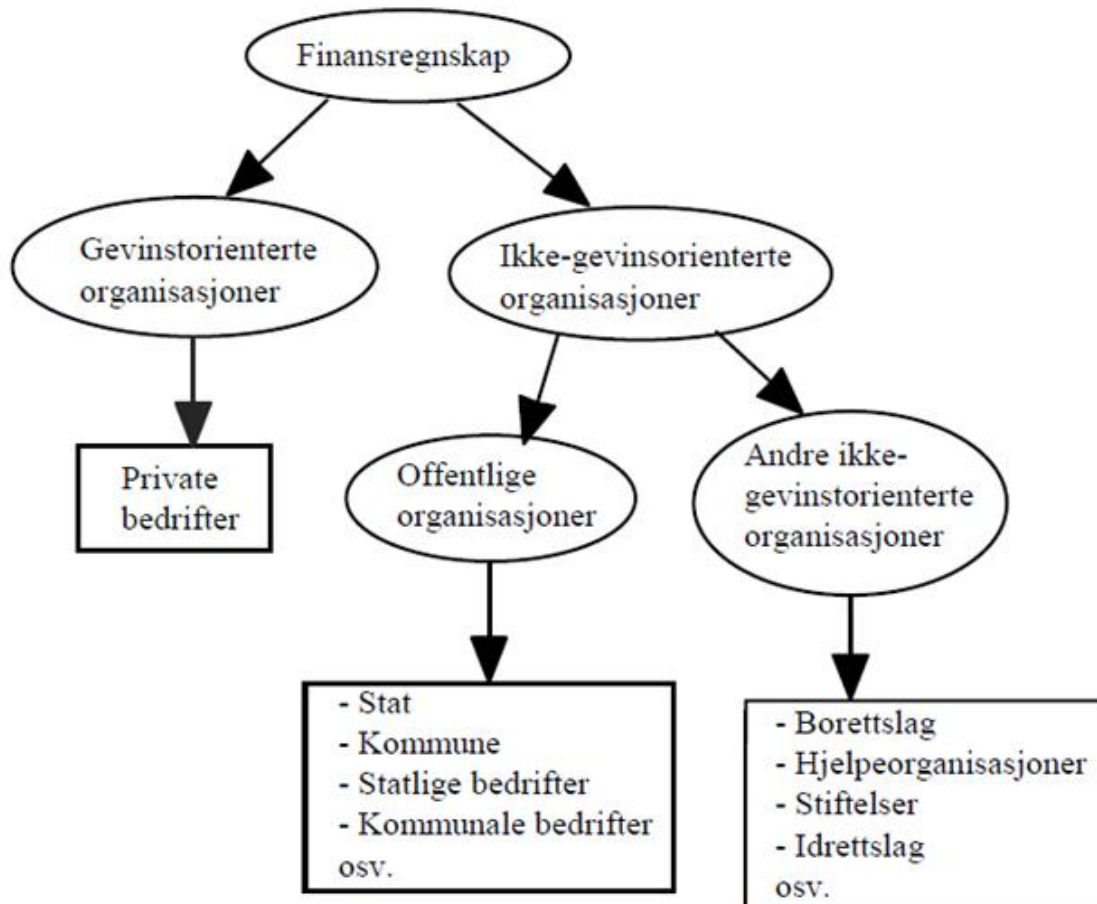 Finansregnskap
Gevinstorienterte
organisasjoner
Ikke-gevinsorienterte
organisasjoner
Private
bedrifter
Offentlige
organisasjoner
Andre ikke-
gevinstorienterte
organisasjoner
- Stat
- Kommune
- Statlige bedrifter
- Kommunale bedrifter
osv.
- Borettslag
- Hjelpeorganisasjoner
- Stiftelser
- Idrettslag
osv.